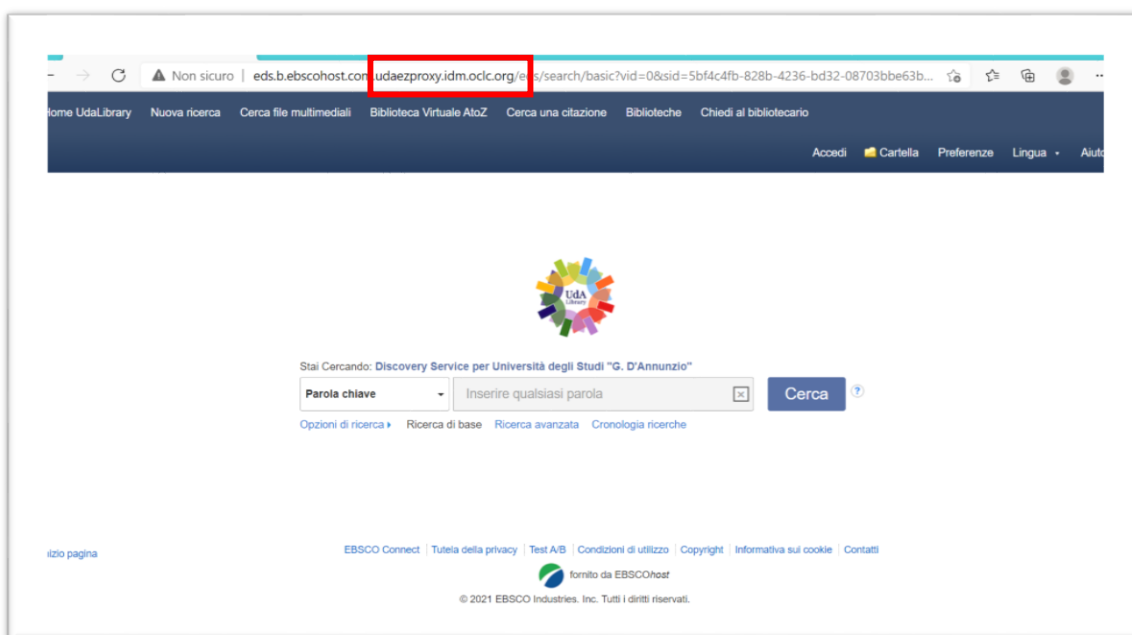 Non sicuro | eds.b.ebscohost.com.udaezproxy.idm.oclc.org/eds/search/basic?vid=0&sid=5bf4c4fb-828b-4236-bd32-08703bbe63b...
Home UdaLibrary Nuova ricerca Cerca file multimediali Biblioteca Virtuale AtoZ Cerca una citazione Biblioteche Chiedi al bibliotecario
Accedi Cartella Preferenze Lingua Aiuto
UdA
Library
Stai Cercando: Discovery Service per Università degli Studi "G. D'Annunzio"
Parola chiave Inserire qualsiasi parola Cerca ?
Opzioni di ricerca Ricerca di base Ricerca avanzata Cronologia ricerche
nizio pagina EBSCO Connect | Tutela della privacy | Test A/B | Condizioni di utilizzo | Copyright | Informativa sui cookie | Contatti
fornito da EBSCOhost
© 2021 EBSCO Industries. Inc. Tutti i diritti riservati.